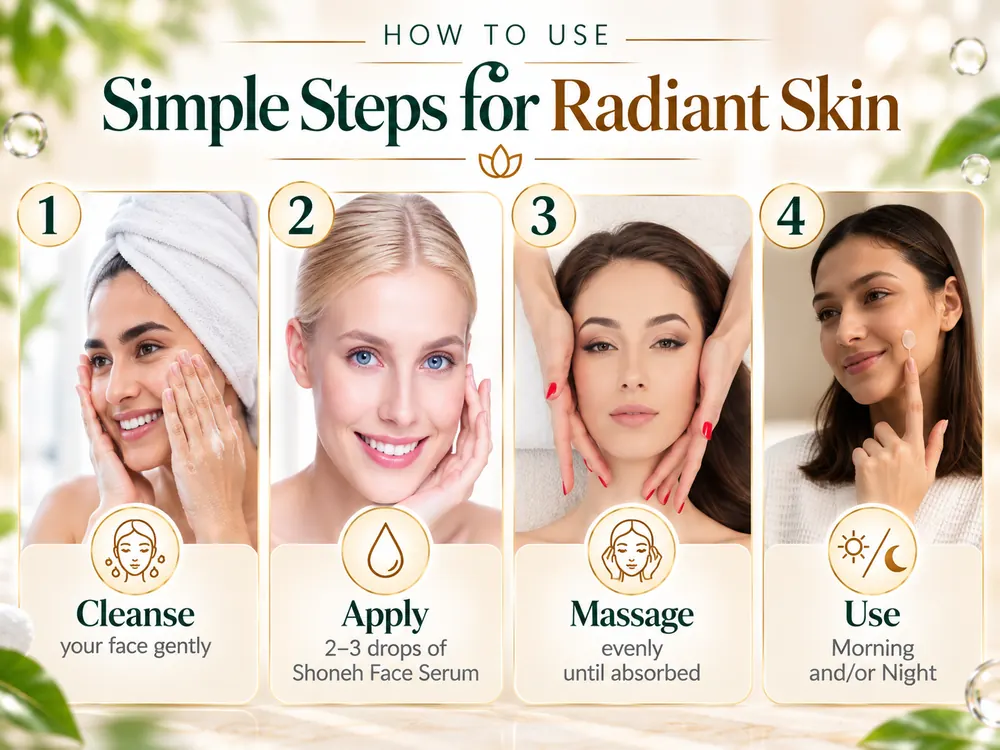 HOW TO USE
Simple Steps for Radiant Skin
1
Cleanse
your face gently
2
Apply
2–3 drops of
Shoneh Face Serum
3
Massage
evenly
until absorbed
4
Use
Morning
and/or Night